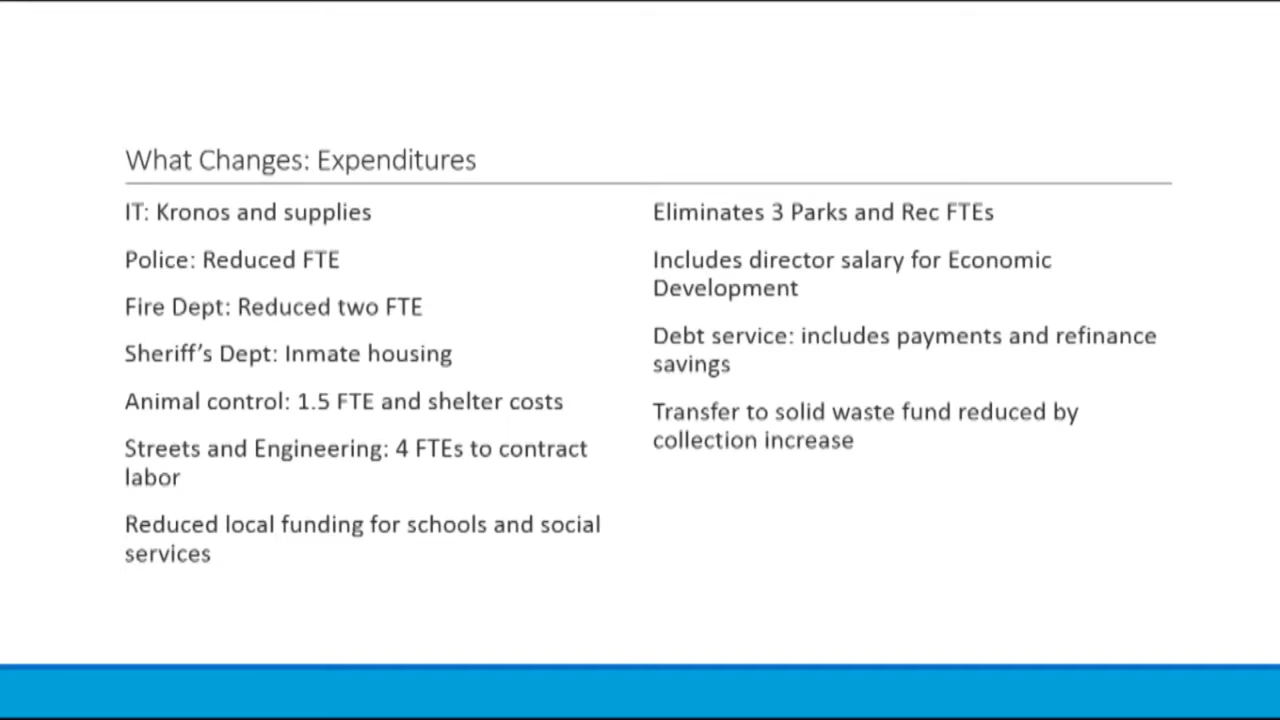 What Changes: Expenditures
IT: Kronos and supplies
Police: Reduced FTE
Fire Dept: Reduced two FTE
Sheriff’s Dept: Inmate housing
Animal control: 1.5 FTE and shelter costs
Streets and Engineering: 4 FTEs to contract
labor
Reduced local funding for schools and social
services
Eliminates 3 Parks and Rec FTEs
Includes director salary for Economic
Development
Debt service: includes payments and refinance
savings
Transfer to solid waste fund reduced by
collection increase